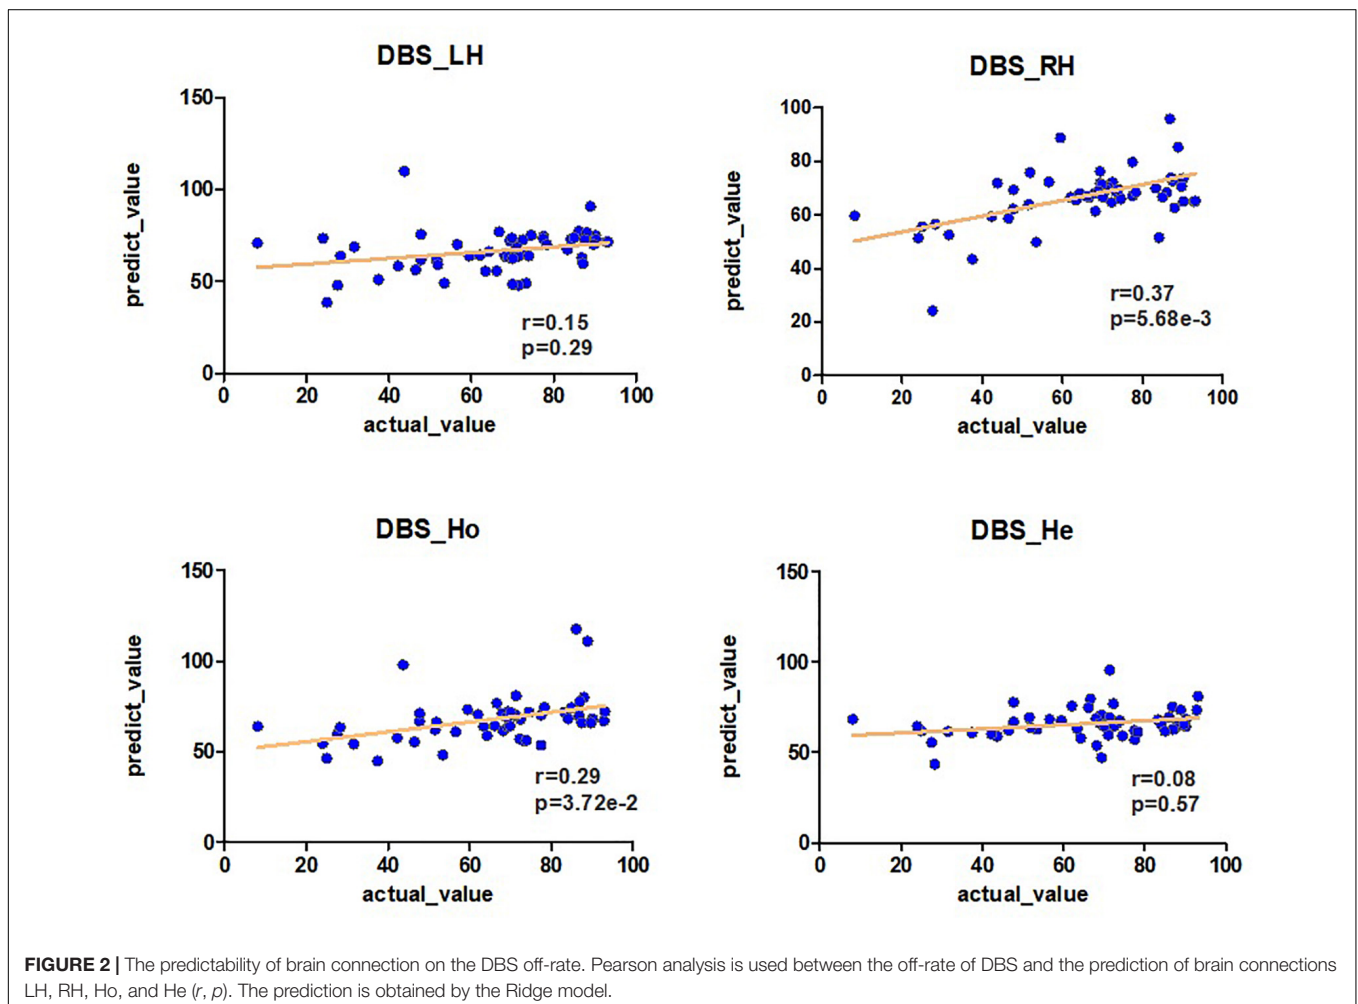 DBS_LH
150
100
50
0
predict_value
0 20 40 60 80 100
actual_value
r=0.15
p=0.29
DBS_RH
100
80
60
40
20
0
predict_value
0 20 40 60 80 100
actual_value
r=0.37
p=5.68e-3
DBS_Ho
150
100
50
0
predict_value
0 20 40 60 80 100
actual_value
r=0.29
p=3.72e-2
DBS_He
150
100
50
0
predict_value
0 20 40 60 80 100
actual_value
r=0.08
p=0.57
FIGURE 2 | The predictability of brain connection on the DBS off-rate. Pearson analysis is used between the off-rate of DBS and the prediction of brain connections
LH, RH, Ho, and He (r, p). The prediction is obtained by the Ridge model.